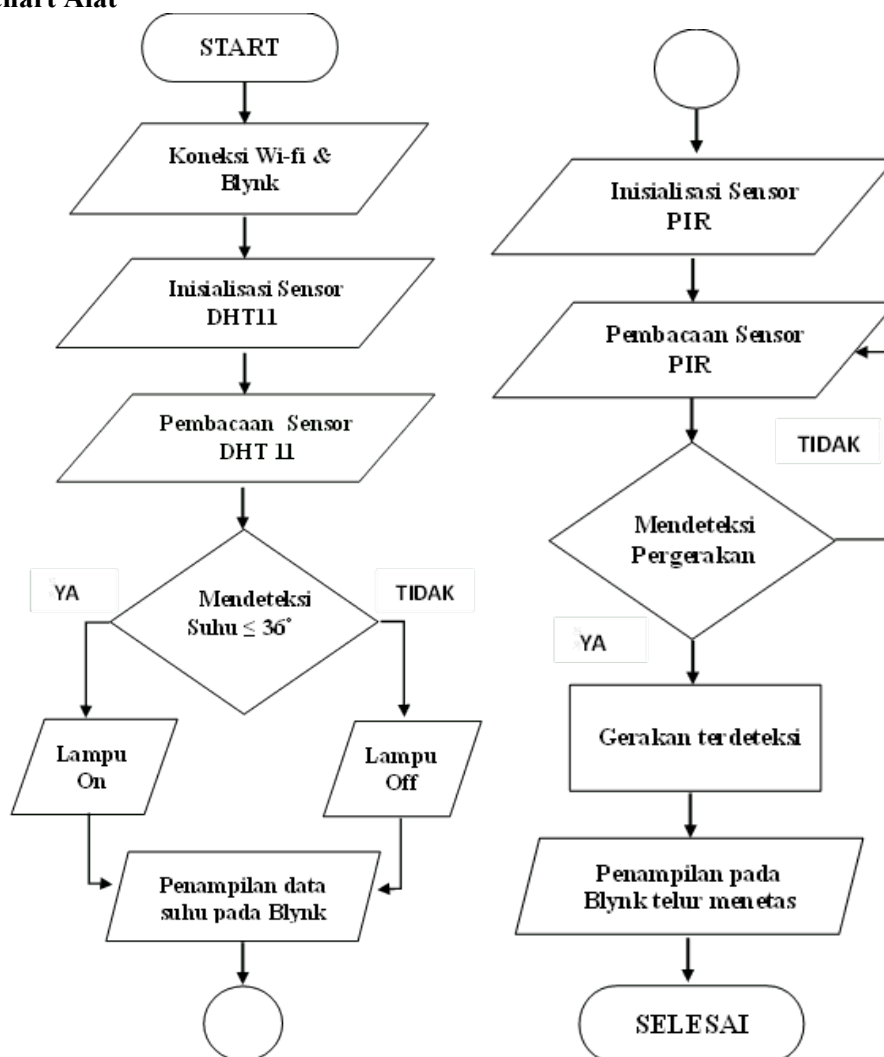 START
Koneksi Wi-fi &
Blynk
Inisialisasi Sensor
DHT11
Pembacaan Sensor
DHT 11
Mendeteksi
Suhu ≤ 36°
YA
TIDAK
Lampu
On
Lampu
Off
Penampilan data
suhu pada Blynk
Inisialisasi Sensor
PIR
Pembacaan Sensor
PIR
TIDAK
Mendeteksi
Pergerakan
YA
Gerakan terdeteksi
Penampilan pada
Blynk telur menetas
SELESAI